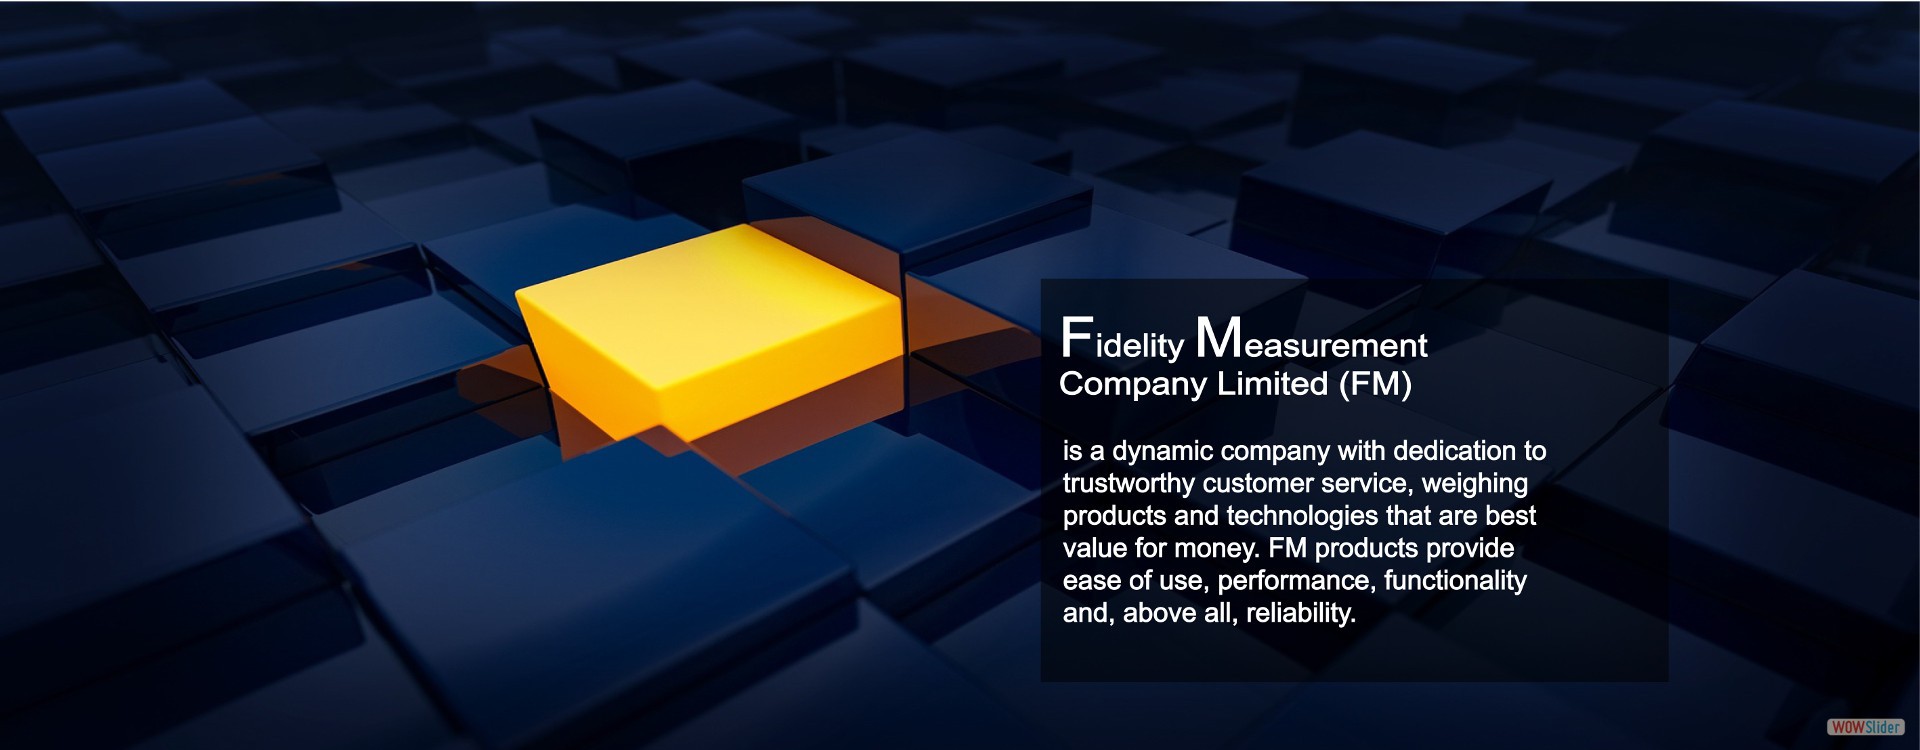 Fidelity Measurement
Company Limited (FM)
is a dynamic company with dedication to
trustworthy customer service, weighing
products and technologies that are best
value for money. FM products provide
ease of use, performance, functionality
and, above all, reliability.
WOWSlider